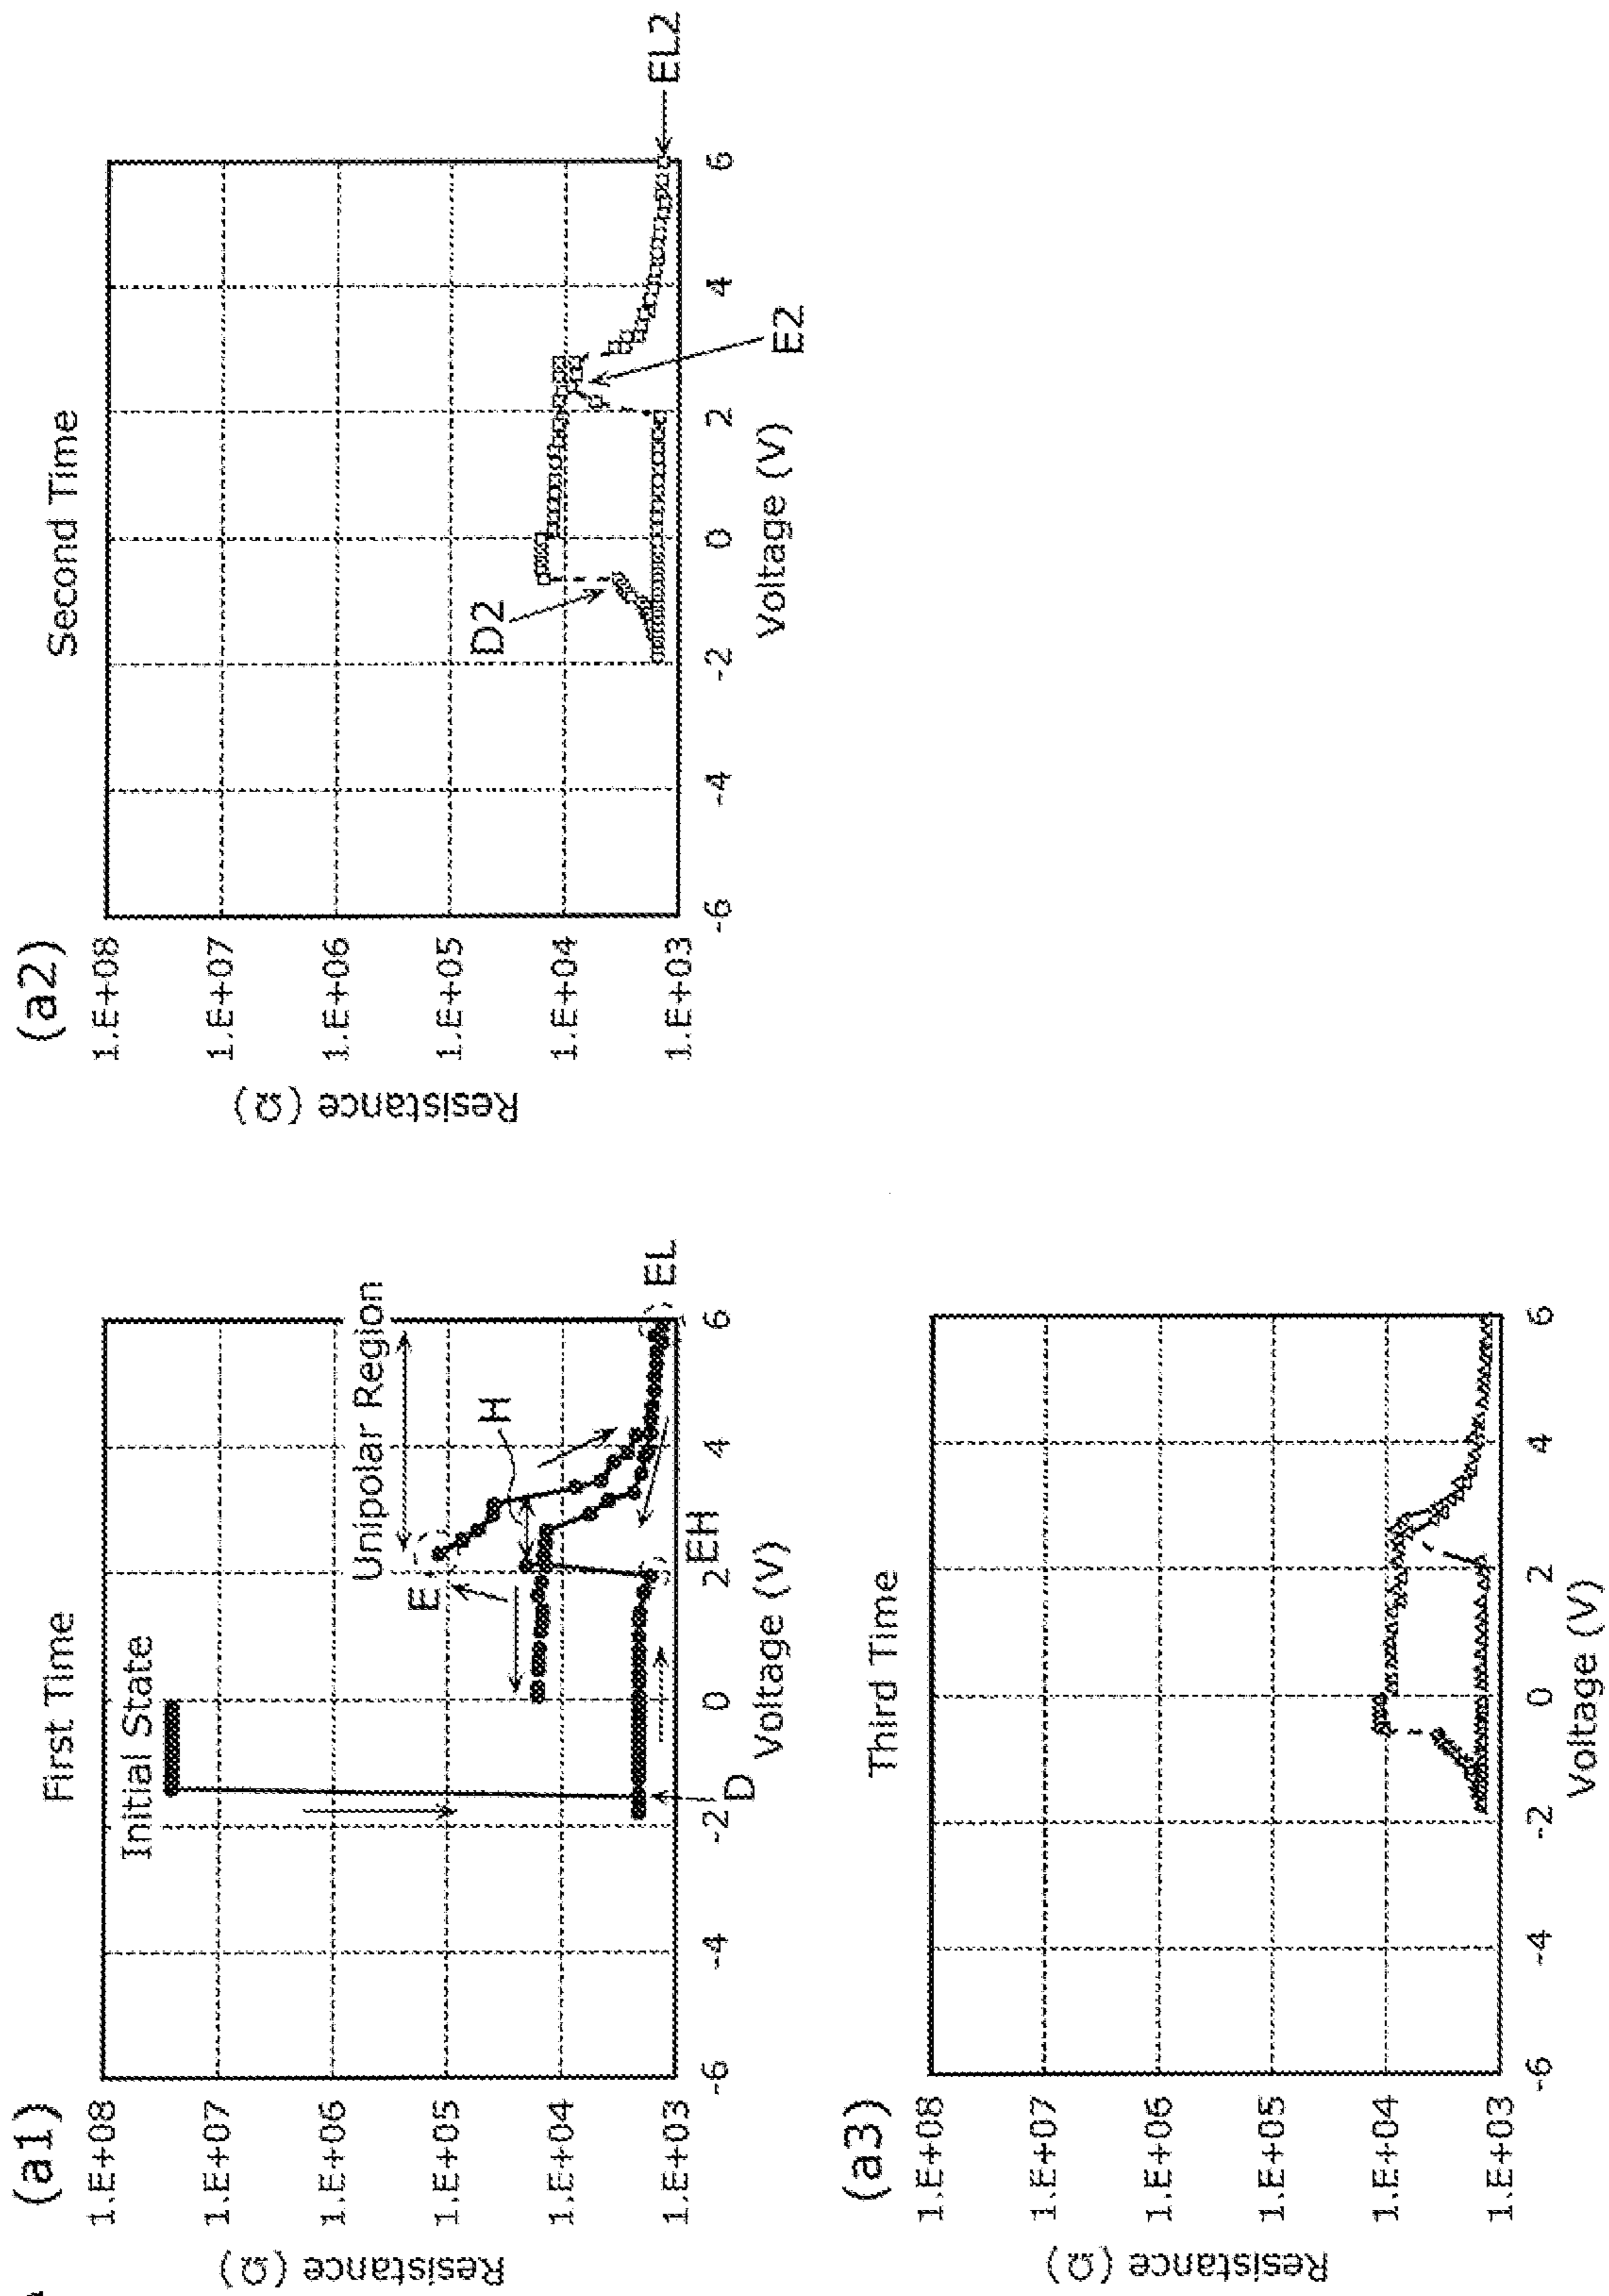 (a1)
First Time
Initial State
Unipolar Region
E
H
EH
EL
D
1.E+08
1.E+07
1.E+06
1.E+05
1.E+04
1.E+03
-6
-4
-2
0
2
4
6
Resistance (Ω)
Voltage (V)
(a2)
Second Time
D2
E2
EL2
1.E+08
1.E+07
1.E+06
1.E+05
1.E+04
1.E+03
-6
-4
-2
0
2
4
6
Resistance (Ω)
Voltage (V)
(a3)
Third Time
1.E+08
1.E+07
1.E+06
1.E+05
1.E+04
1.E+03
-6
-4
-2
0
2
4
6
Resistance (Ω)
Voltage (V)